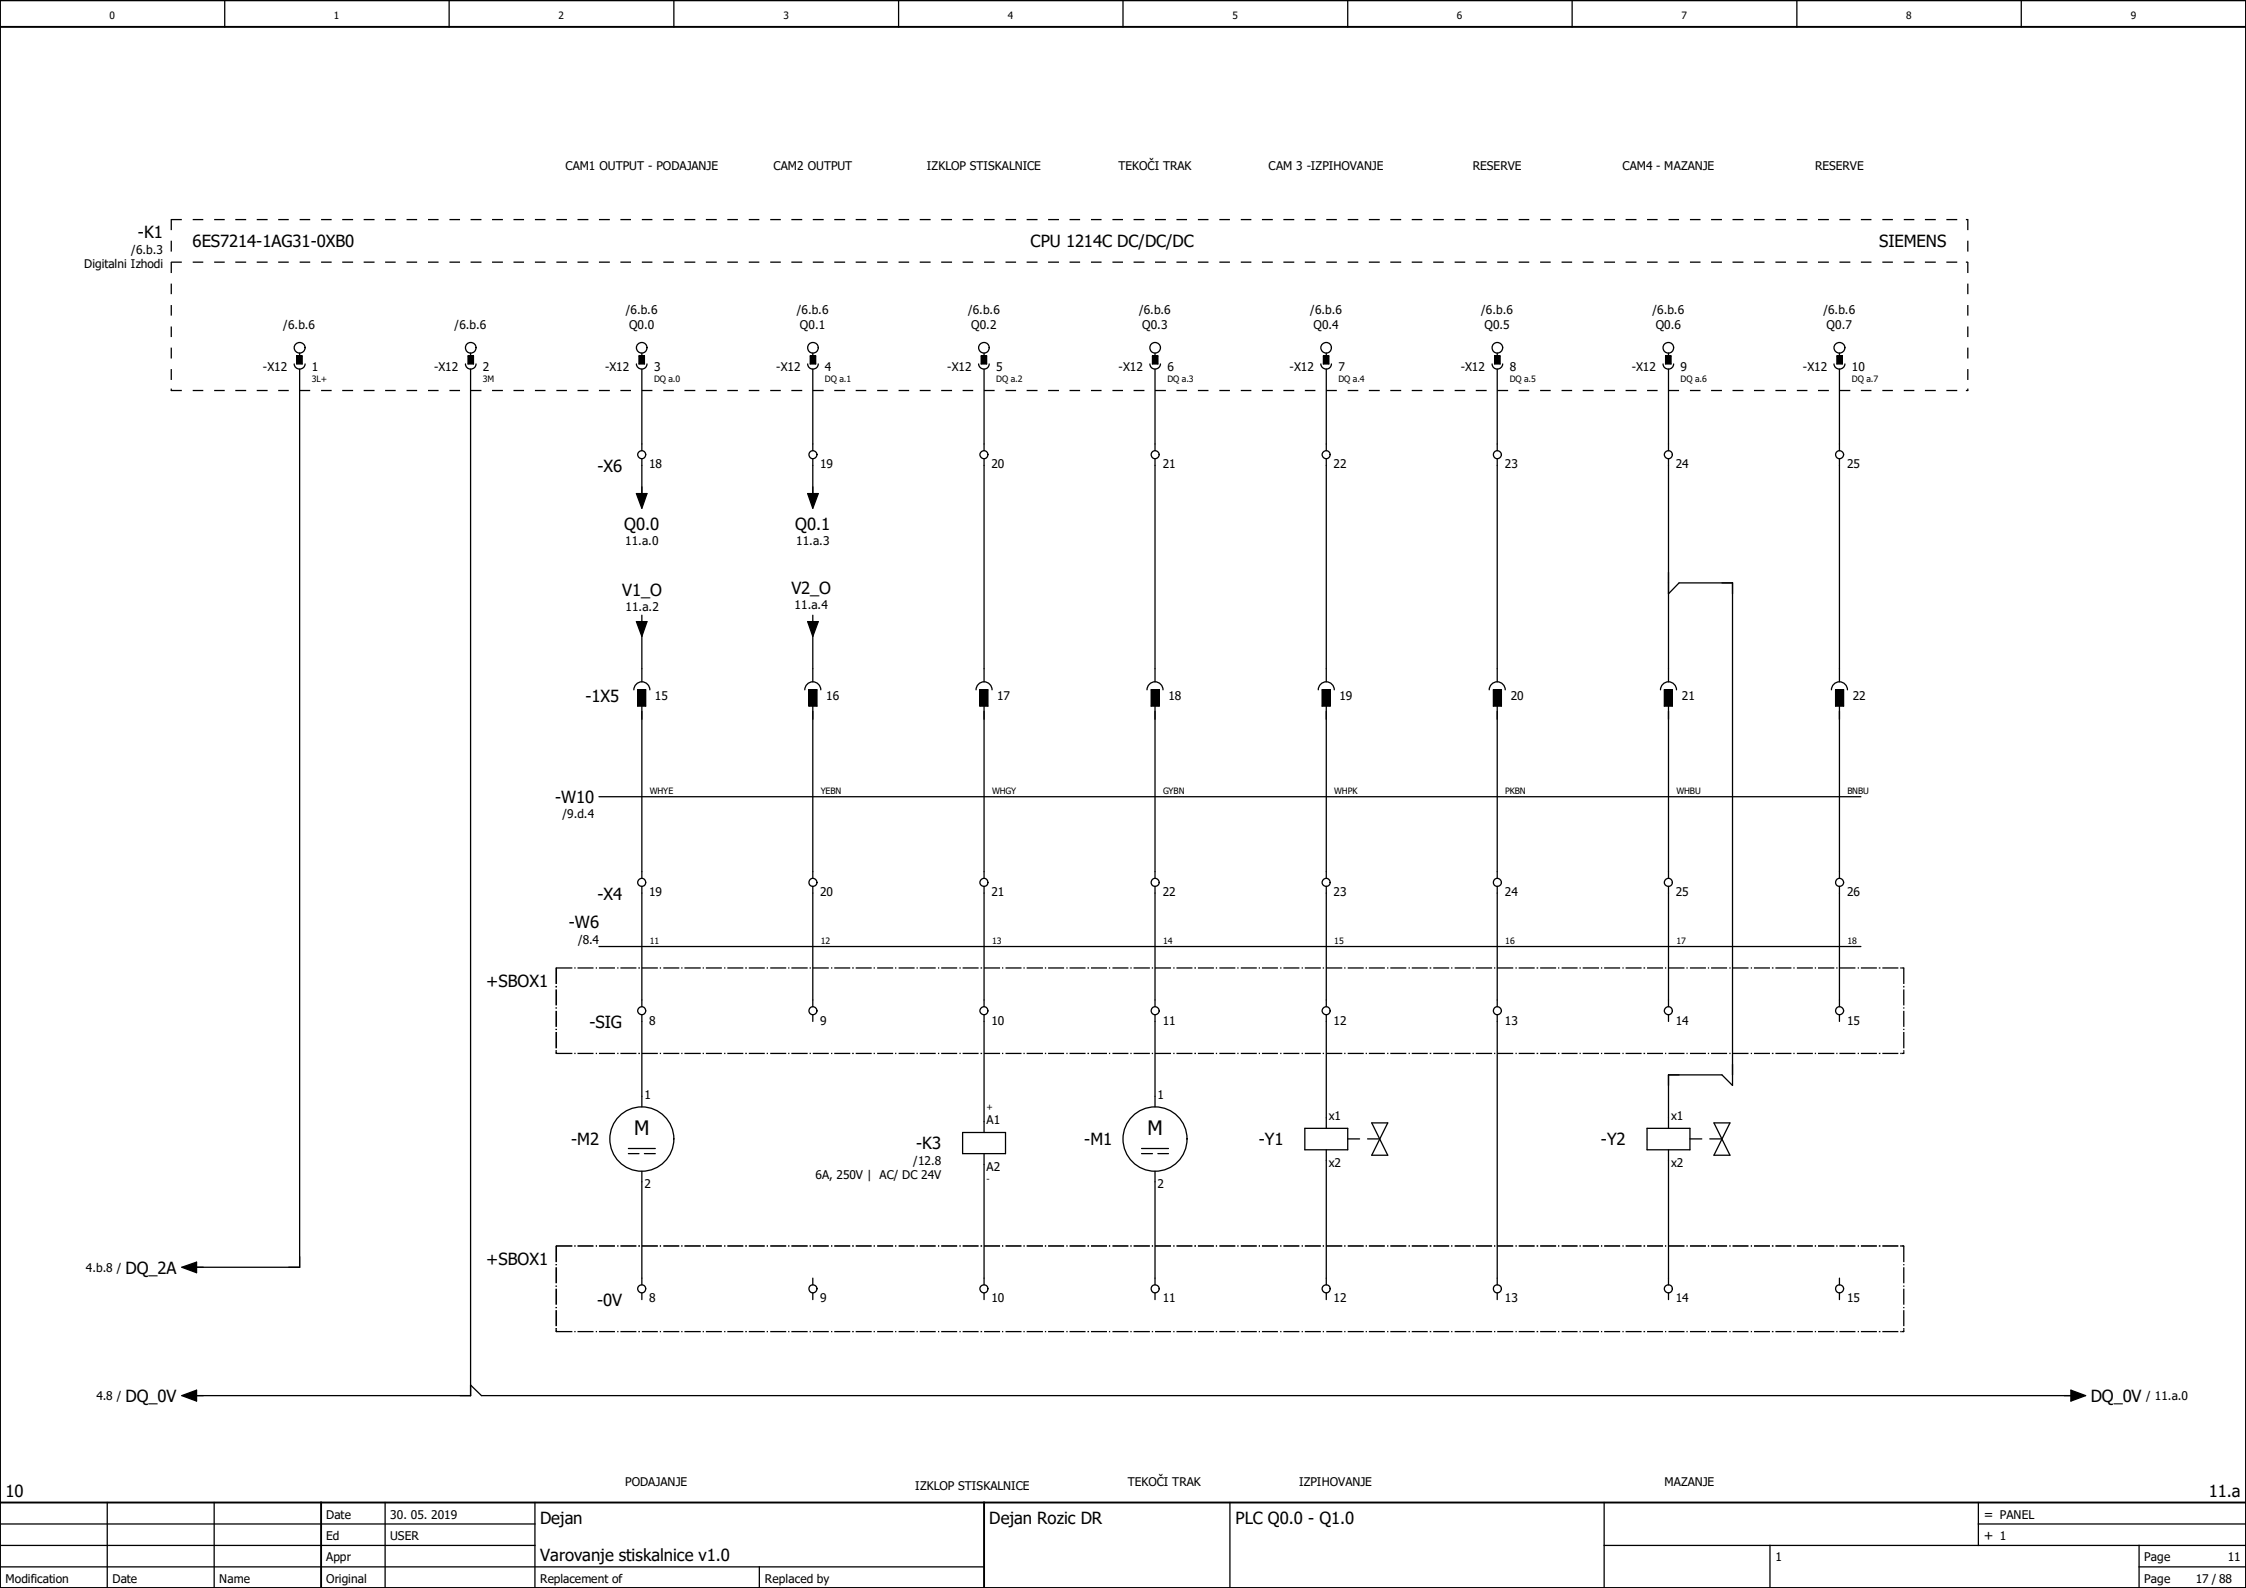 0 1 2 3 4 5 6 7 8 9
CAM1 OUTPUT - PODAJANJE CAM2 OUTPUT IZKLOP STISKALNICE TEKOČI TRAK CAM 3 -IZPIHOVANJE RESERVE CAM4 - MAZANJE RESERVE
-K1
/6.b.3
Digitalni Izhodi
6ES7214-1AG31-0XB0 CPU 1214C DC/DC/DC SIEMENS
/6.b.6 /6.b.6 /6.b.6 /6.b.6 /6.b.6 /6.b.6 /6.b.6 /6.b.6 /6.b.6 /6.b.6
Q0.0 Q0.1 Q0.2 Q0.3 Q0.4 Q0.5 Q0.6 Q0.7
-X12 1 -X12 2 -X12 3 -X12 4 -X12 5 -X12 6 -X12 7 -X12 8 -X12 9 -X12 10
3L+ 3M DQ a.0 DQ a.1 DQ a.2 DQ a.3 DQ a.4 DQ a.5 DQ a.6 DQ a.7
-X6 18 19 20 21 22 23 24 25
Q0.0 Q0.1
11.a.0 11.a.3
V1_O V2_O
11.a.2 11.a.4
-1X5 15 16 17 18 19 20 21 22
-W10 WHYE YEBN WHGY GYBN WHPK PKBN WHBU BNBU
/9.d.4
-X4 19 20 21 22 23 24 25 26
-W6
/8.4 11 12 13 14 15 16 17 18
+SBOX1
-SIG 8 9 10 11 12 13 14 15
1 + 1 x1 x1
A1
-M2 M -K3 -M1 M -Y1 -Y2
/12.8 A2 x2 x2
6A, 250V | AC/ DC 24V -
2 2
+SBOX1
4.b.8 / DQ_2A
-0V 8 9 10 11 12 13 14 15
4.8 / DQ_0V DQ_0V / 11.a.0
PODAJANJE IZKLOP STISKALNICE TEKOČI TRAK IZPIHOVANJE MAZANJE
10 11.a
Date 30. 05. 2019 Dejan Dejan Rozic DR PLC Q0.0 - Q1.0 = PANEL
Ed USER + 1
Appr Varovanje stiskalnice v1.0 1 Page 11
Modification Date Name Original Replacement of Replaced by Page 17 / 88